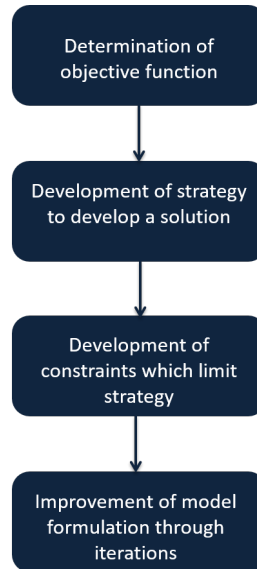 Determination of
objective function
Development of strategy
to develop a solution
Development of
constraints which limit
strategy
Improvement of model
formulation through
iterations